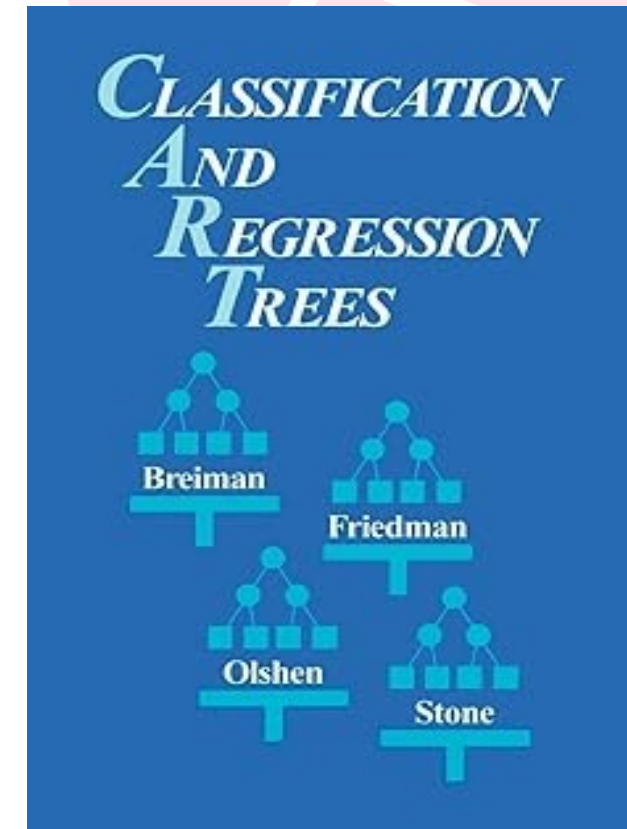 CLASSIFICATION
AND
REGRESSION
TREES
Breiman
Friedman
Olshen
Stone